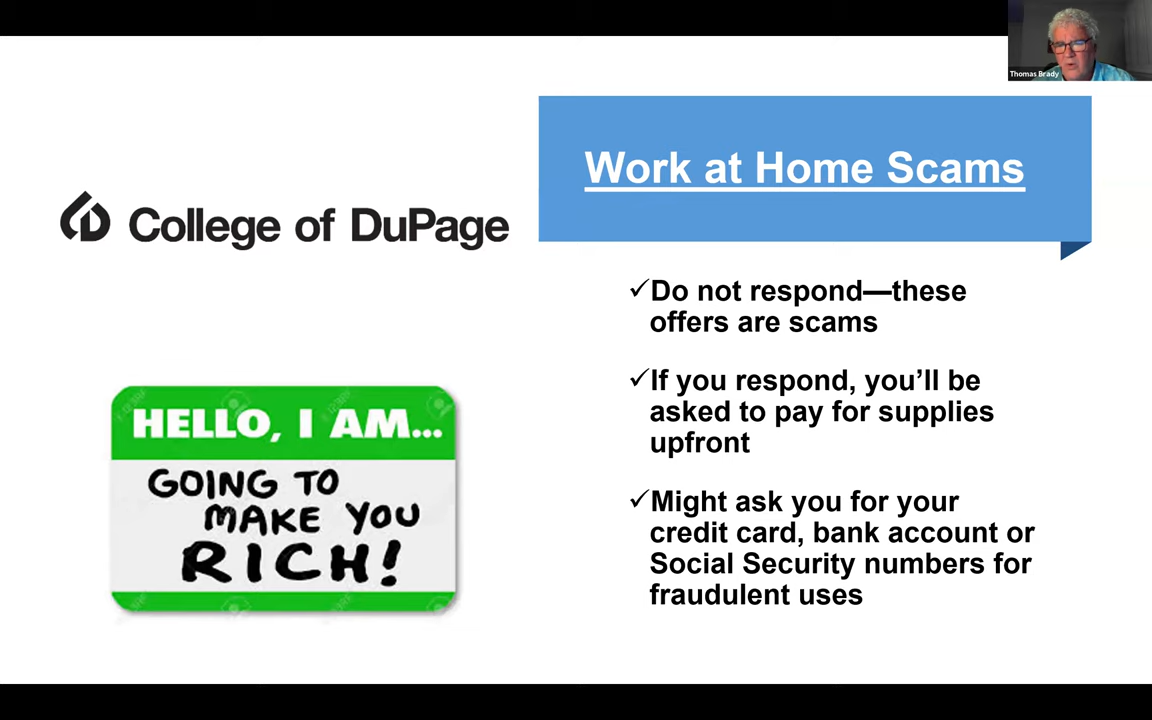 Thomas Brady
Work at Home Scams
College of DuPage
✓Do not respond—these
offers are scams
✓If you respond, you’ll be
asked to pay for supplies
upfront
✓Might ask you for your
credit card, bank account or
Social Security numbers for
fraudulent uses
HELLO, I AM...
GOING TO
MAKE YOU
RICH!